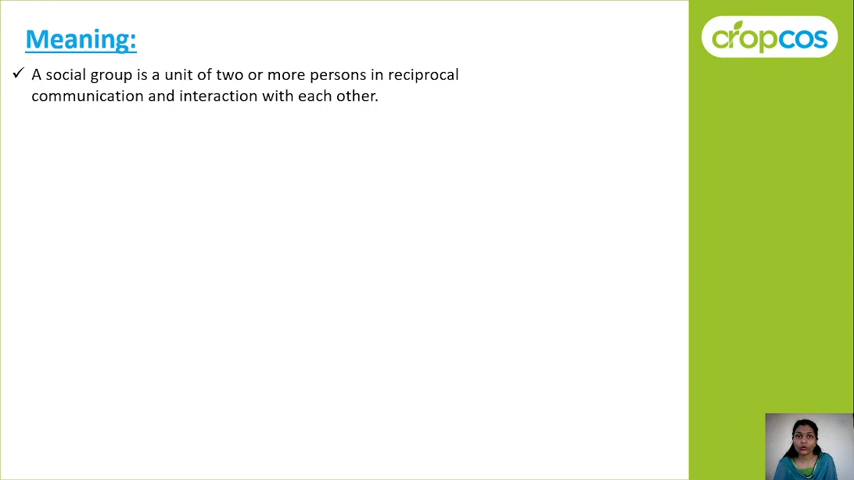 Meaning:
cropcos
✓ A social group is a unit of two or more persons in reciprocal
communication and interaction with each other.